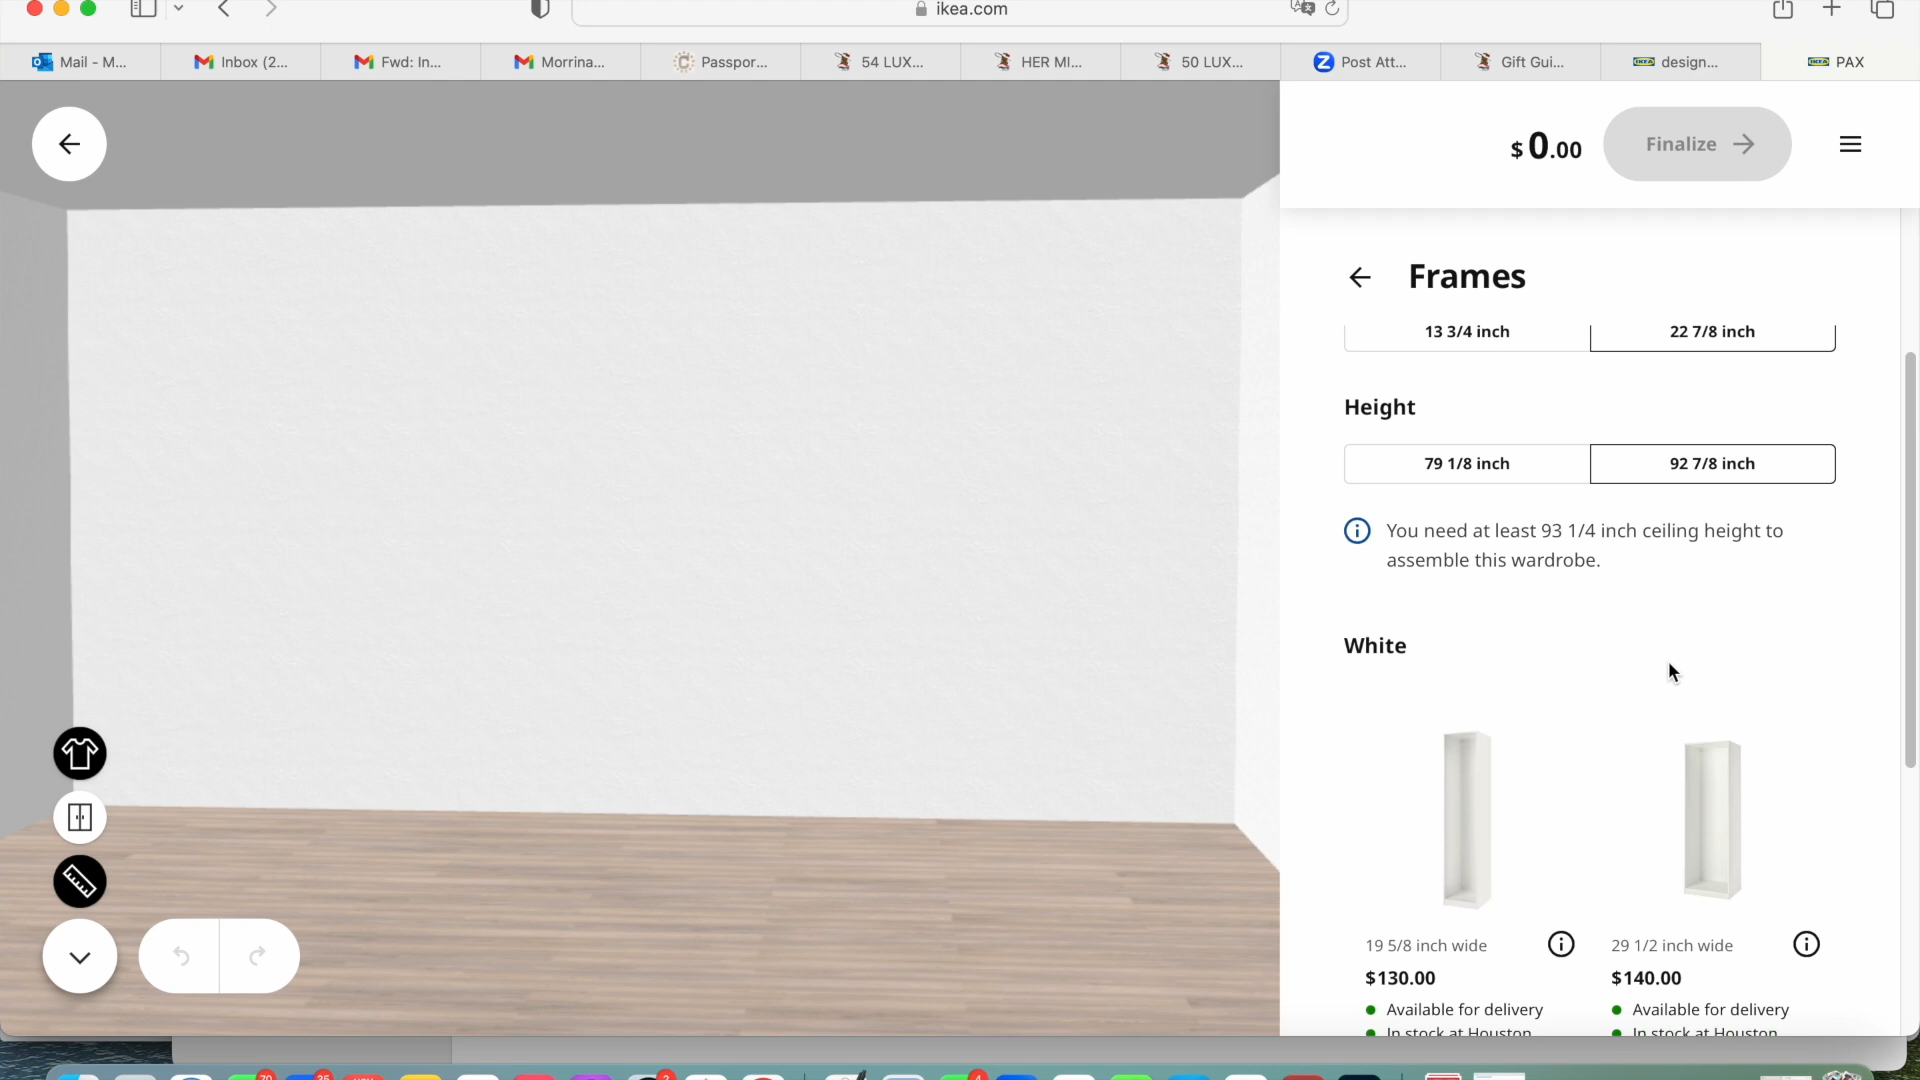 ikea.com
Mail - M...
Inbox (2...
Fwd: In...
Morrina...
Passpor...
54 LUX...
HER MI...
50 LUX...
Post Att...
Gift Gui...
IKEA design...
IKEA PAX
$0.00
Finalize
Frames
13 3/4 inch
22 7/8 inch
Height
79 1/8 inch
92 7/8 inch
You need at least 93 1/4 inch ceiling height to
assemble this wardrobe.
White
19 5/8 inch wide
29 1/2 inch wide
$130.00
$140.00
Available for delivery
Available for delivery
In stock at Houston
In stock at Houston